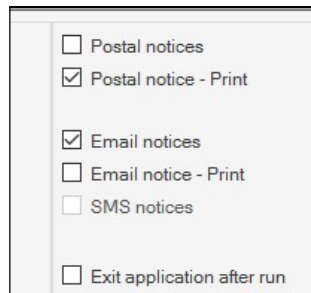 Postal notices
Postal notice - Print
Email notices
Email notice - Print
SMS notices
Exit application after run